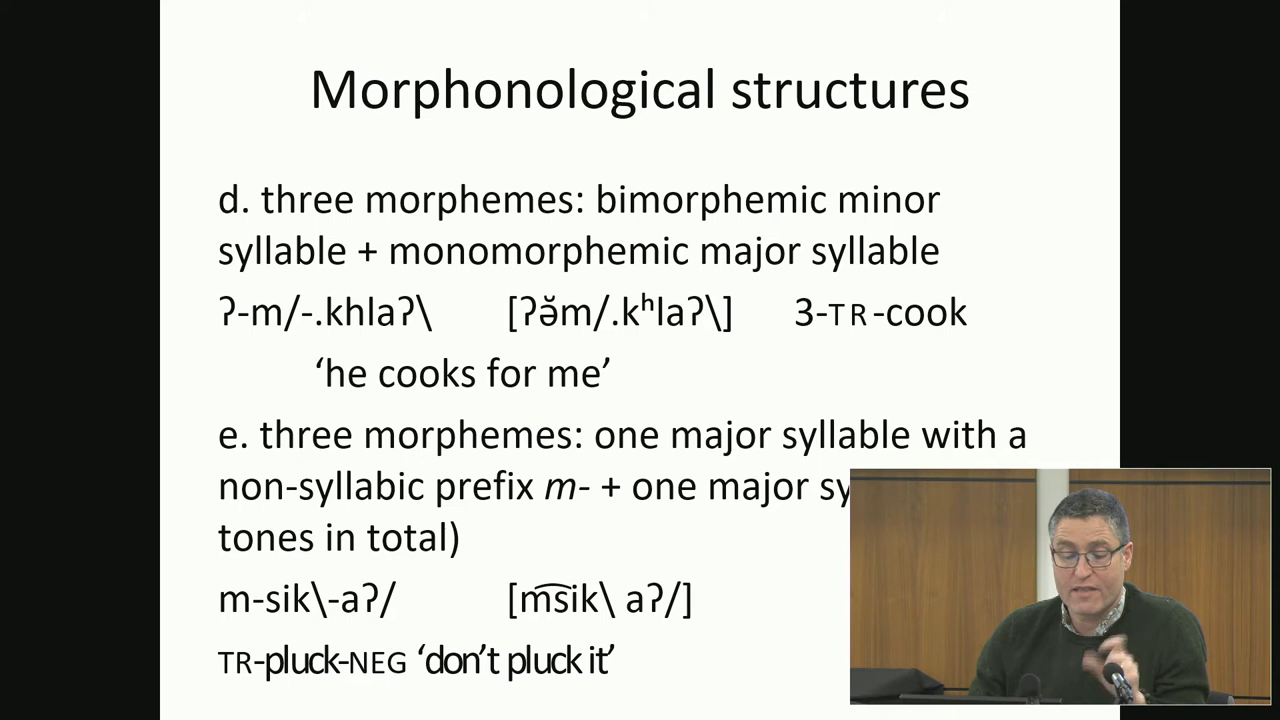 Morphonological structures
d. three morphemes: bimorphemic minor
syllable + monomorphemic major syllable
ʔ-m/-.khlaʔ\ [ʔə̆m/.kʰlaʔ\] 3-TR-cook
‘he cooks for me’
e. three morphemes: one major syllable with a
non-syllabic prefix m- + one major sy
tones in total)
m-sik\-aʔ/ [m͡sik\ aʔ/]
TR-pluck-NEG ‘don’t pluck it’